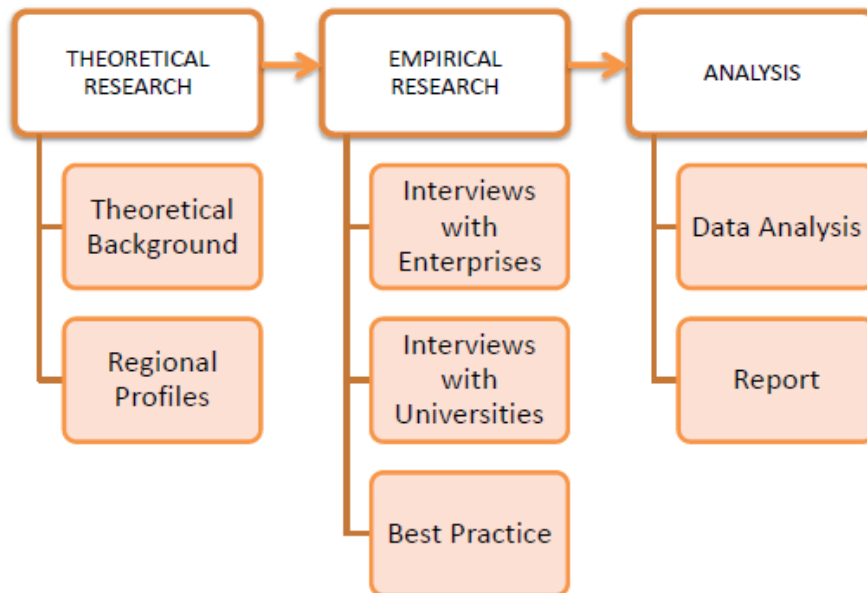 THEORETICAL
RESEARCH
Theoretical
Background
Regional
Profiles
EMPIRICAL
RESEARCH
Interviews
with
Enterprises
Interviews
with
Universities
Best Practice
ANALYSIS
Data Analysis
Report